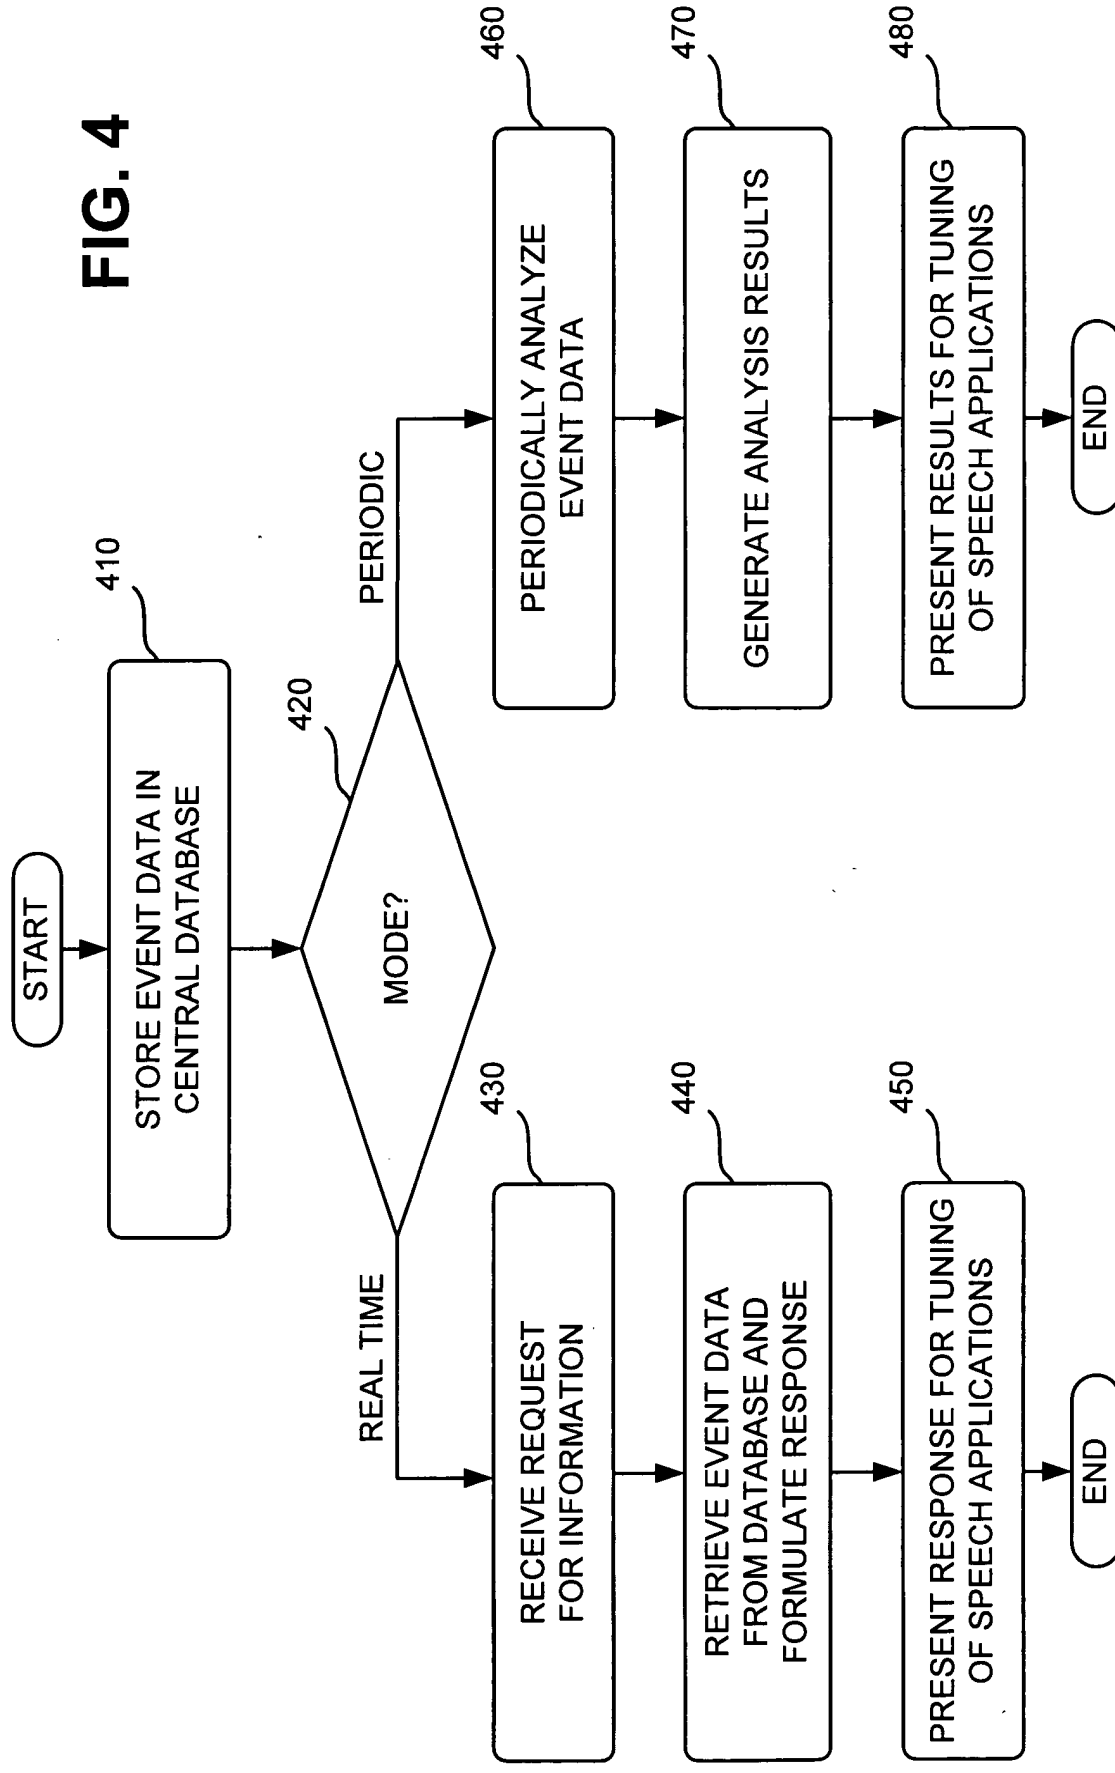 FIG. 4
START
STORE EVENT DATA IN
CENTRAL DATABASE
410
MODE?
420
REAL TIME
PERIODIC
RECEIVE REQUEST
FOR INFORMATION
430
RETRIEVE EVENT DATA
FROM DATABASE AND
FORMULATE RESPONSE
440
PRESENT RESPONSE FOR TUNING
OF SPEECH APPLICATIONS
450
END
PERIODICALLY ANALYZE
EVENT DATA
460
GENERATE ANALYSIS RESULTS
470
PRESENT RESULTS FOR TUNING
OF SPEECH APPLICATIONS
480
END